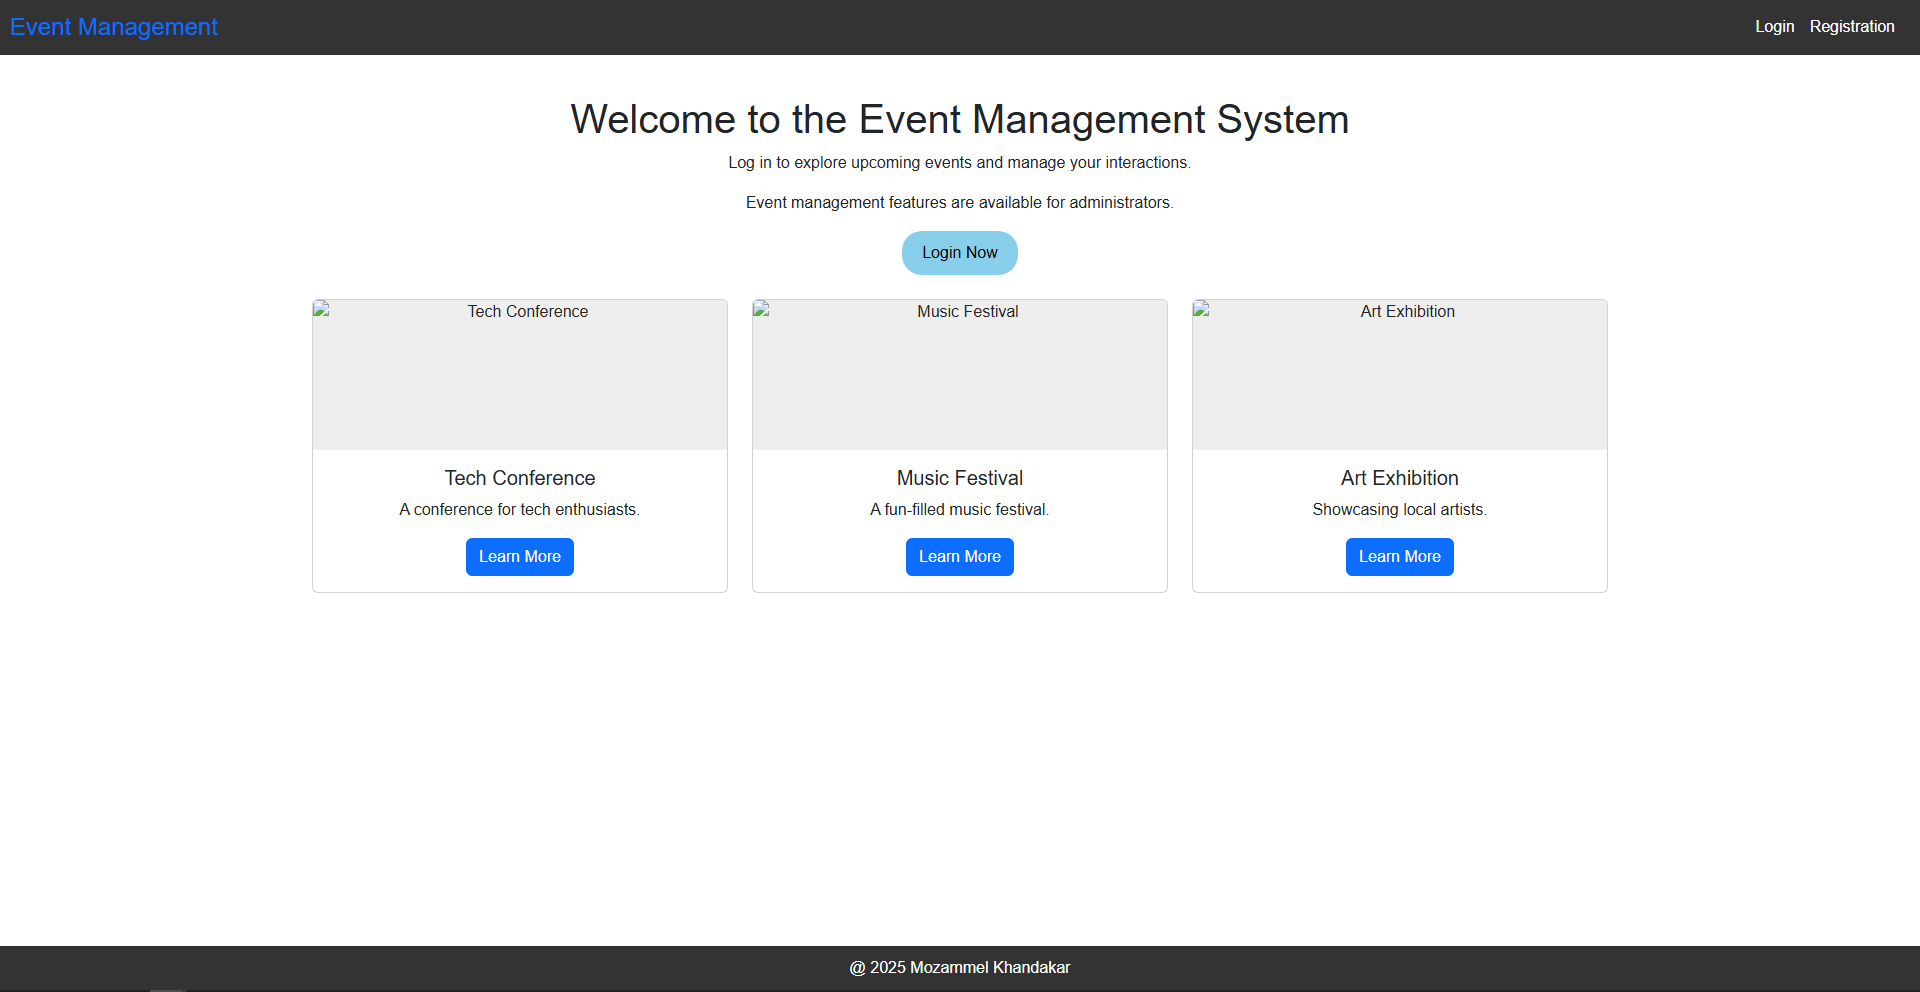 Event Management
Login Registration
Welcome to the Event Management System
Log in to explore upcoming events and manage your interactions.
Event management features are available for administrators.
Login Now
Tech Conference
Tech Conference
A conference for tech enthusiasts.
Learn More
Music Festival
Music Festival
A fun-filled music festival.
Learn More
Art Exhibition
Art Exhibition
Showcasing local artists.
Learn More
@ 2025 Mozammel Khandakar